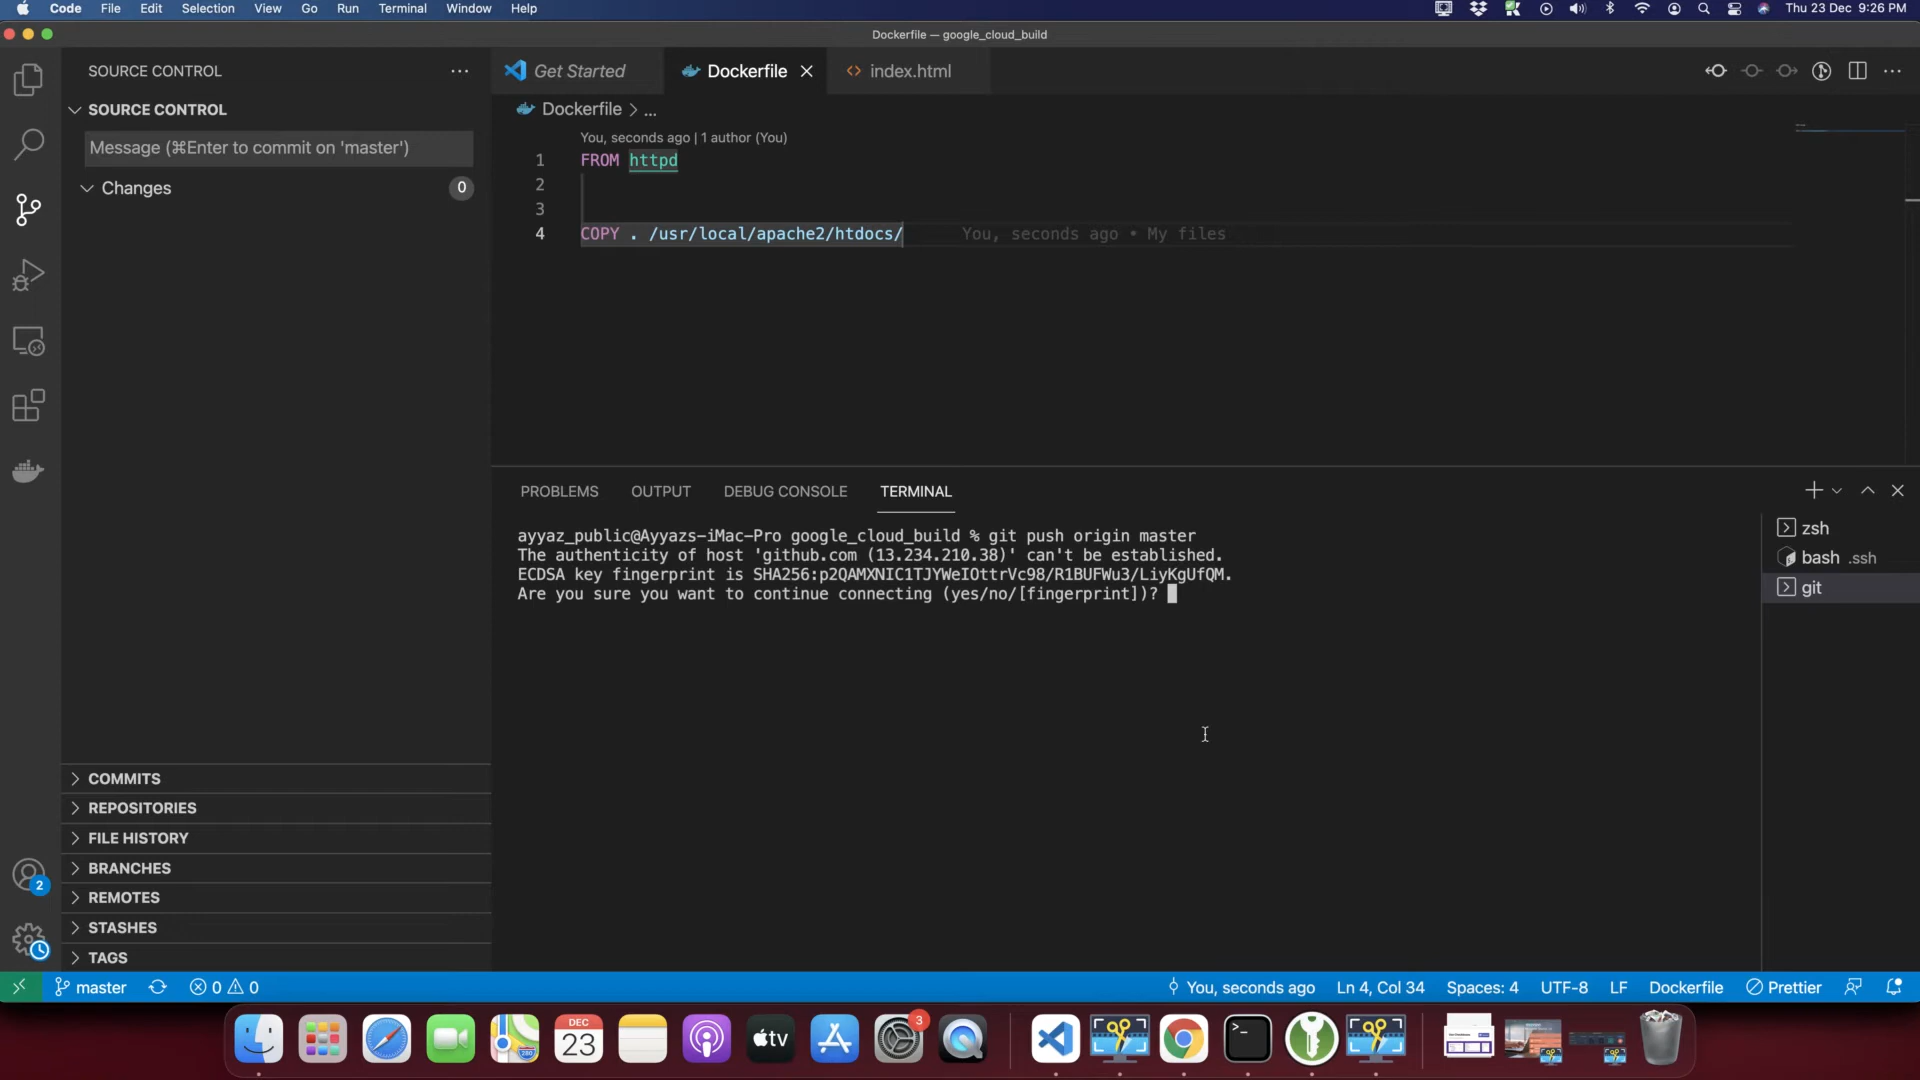 Code File Edit Selection View Go Run Terminal Window Help
Thu 23 Dec 9:26 PM
Dockerfile — google_cloud_build
SOURCE CONTROL
SOURCE CONTROL
Message (⌘Enter to commit on 'master')
Changes 0
COMMITS
REPOSITORIES
FILE HISTORY
BRANCHES
REMOTES
STASHES
TAGS
2
Get Started Dockerfile index.html
Dockerfile > ...
You, seconds ago | 1 author (You)
1 FROM httpd
2
3
4 COPY . /usr/local/apache2/htdocs/ You, seconds ago • My files
PROBLEMS OUTPUT DEBUG CONSOLE TERMINAL
ayyaz_public@Ayyazs-iMac-Pro google_cloud_build % git push origin master
The authenticity of host 'github.com (13.234.210.38)' can't be established.
ECDSA key fingerprint is SHA256:p2QAMXNIC1TJYWeIOttrVc98/R1BUFWu3/LiyKgUfQM.
Are you sure you want to continue connecting (yes/no/[fingerprint])?
zsh
bash .ssh
git
master 0 0
You, seconds ago Ln 4, Col 34 Spaces: 4 UTF-8 LF Dockerfile Prettier
280
DEC
23
tv
3
>_